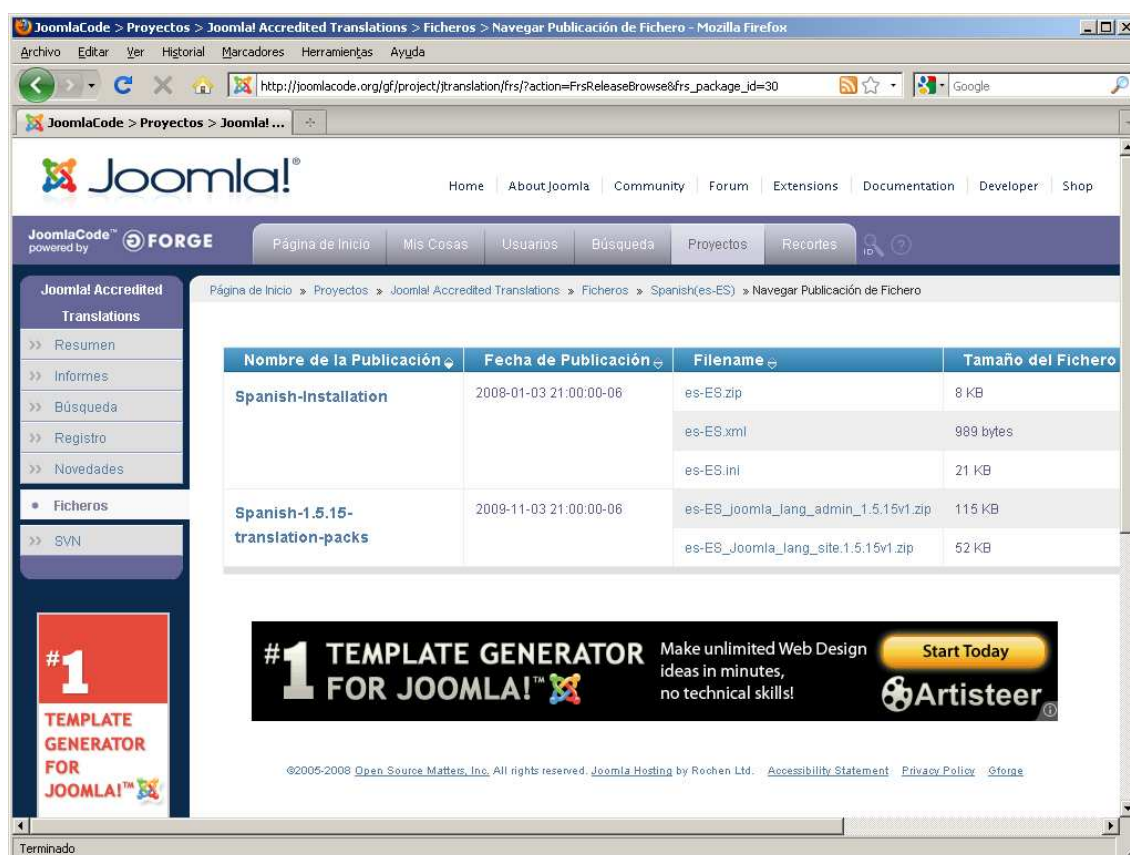 JoomlaCode > Proyectos > Joomla! Accredited Translations > Ficheros > Navegar Publicación de Fichero - Mozilla Firefox
Archivo Editar Ver Historial Marcadores Herramientas Ayuda
http://joomlacode.org/gf/project/jtranslation/frs/?action=FrsReleaseBrowse&frs_package_id=30 Google
JoomlaCode > Proyectos > Joomla! ...
Joomla!®
Home About Joomla Community Forum Extensions Documentation Developer Shop
JoomlaCode™ powered by FORGE
Página de Inicio Mis Cosas Usuarios Búsqueda Proyectos Recortes ID ?
Joomla! Accredited Translations
Página de Inicio » Proyectos » Joomla! Accredited Translations » Ficheros » Spanish(es-ES) » Navegar Publicación de Fichero
>> Resumen
>> Informes
>> Búsqueda
>> Registro
>> Novedades
• Ficheros
>> SVN
Nombre de la Publicación Fecha de Publicación Filename Tamaño del Fichero
Spanish-Installation 2008-01-03 21:00:00-06 es-ES.zip 8 KB
es-ES.xml 989 bytes
es-ES.ini 21 KB
Spanish-1.5.15-translation-packs 2009-11-03 21:00:00-06 es-ES_joomla_lang_admin_1.5.15v1.zip 115 KB
es-ES_Joomla_lang_site.1.5.15v1.zip 52 KB
#1
TEMPLATE
GENERATOR
FOR
JOOMLA!™
#1 TEMPLATE GENERATOR
FOR JOOMLA!™
Make unlimited Web Design
ideas in minutes,
no technical skills!
Start Today
Artisteer
©2005-2008 Open Source Matters, Inc. All rights reserved. Joomla Hosting by Rochen Ltd. Accessibility Statement Privacy Policy Gforge
Terminado